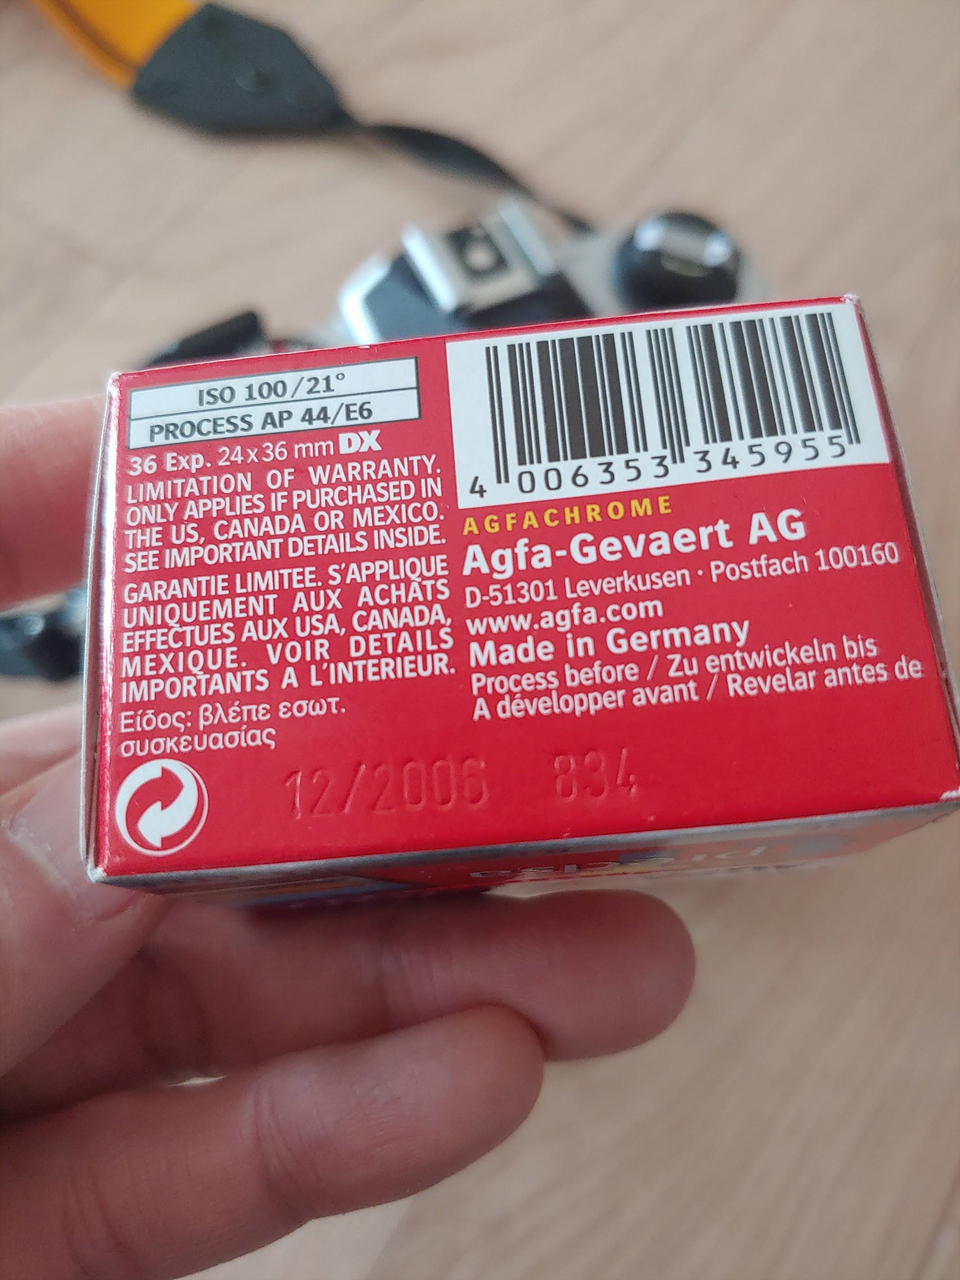 ISO 100/21°
PROCESS AP 44/E6
36 Exp. 24x36 mm DX
LIMITATION OF WARRANTY.
ONLY APPLIES IF PURCHASED IN
THE US, CANADA OR MEXICO.
SEE IMPORTANT DETAILS INSIDE.
GARANTIE LIMITEE. S'APPLIQUE
UNIQUEMENT AUX ACHATS
EFFECTUES AUX USA, CANADA,
MEXIQUE. VOIR DETAILS
IMPORTANTS A L'INTERIEUR.
Είδος: βλέπε εσωτ.
συσκευασίας
4 006353 345955
AGFACHROME
Agfa-Gevaert AG
D-51301 Leverkusen · Postfach 100160
www.agfa.com
Made in Germany
Process before / Zu entwickeln bis
A développer avant / Revelar antes de
12/2006 834